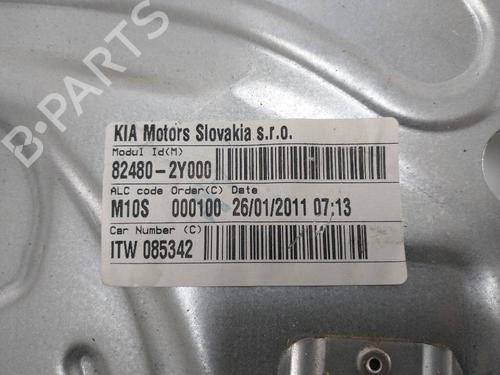 KIA Motors Slovakia s.r.o.
Modul Id(M)
82480-2Y000
ALC code Order(C) Date
M10S 000100 26/01/2011 07:13
Car Number (C)
ITW 085342
B-PARTS